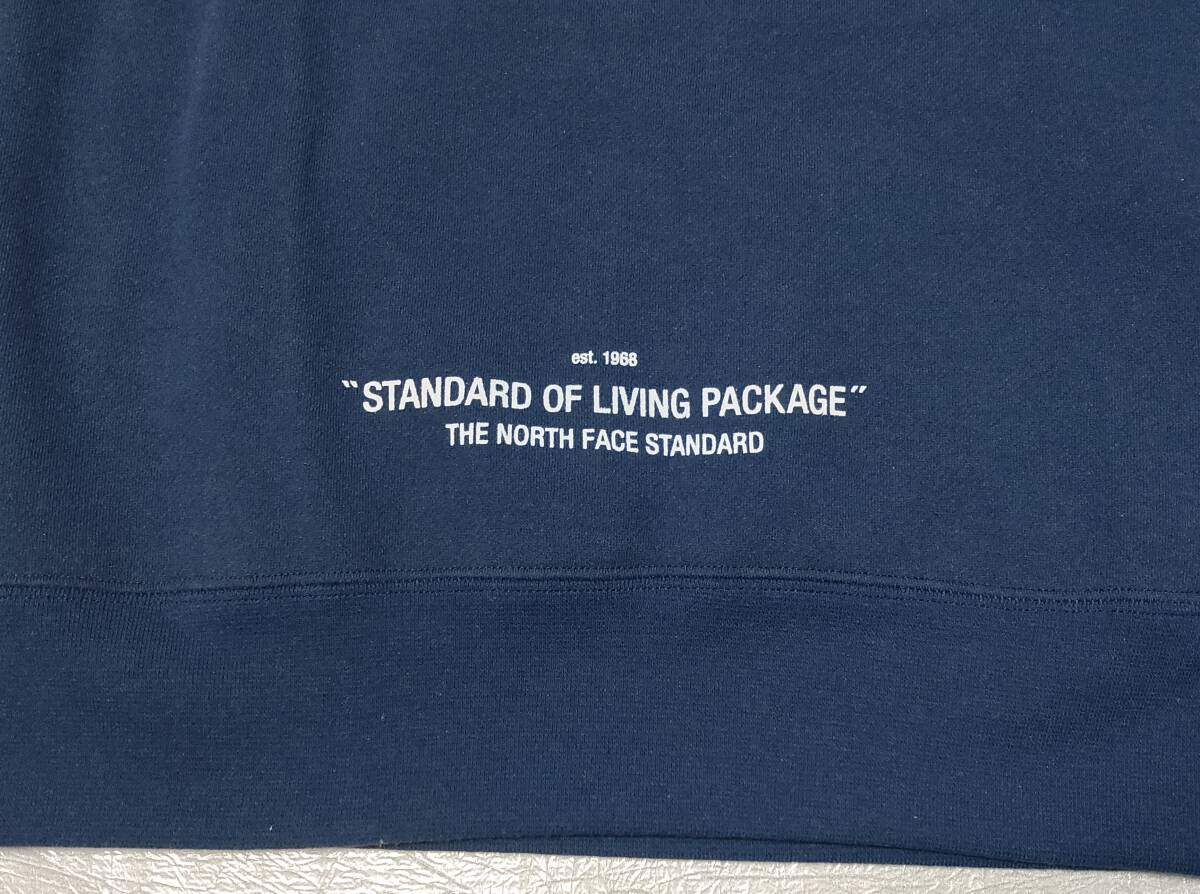 est. 1968
"STANDARD OF LIVING PACKAGE"
THE NORTH FACE STANDARD